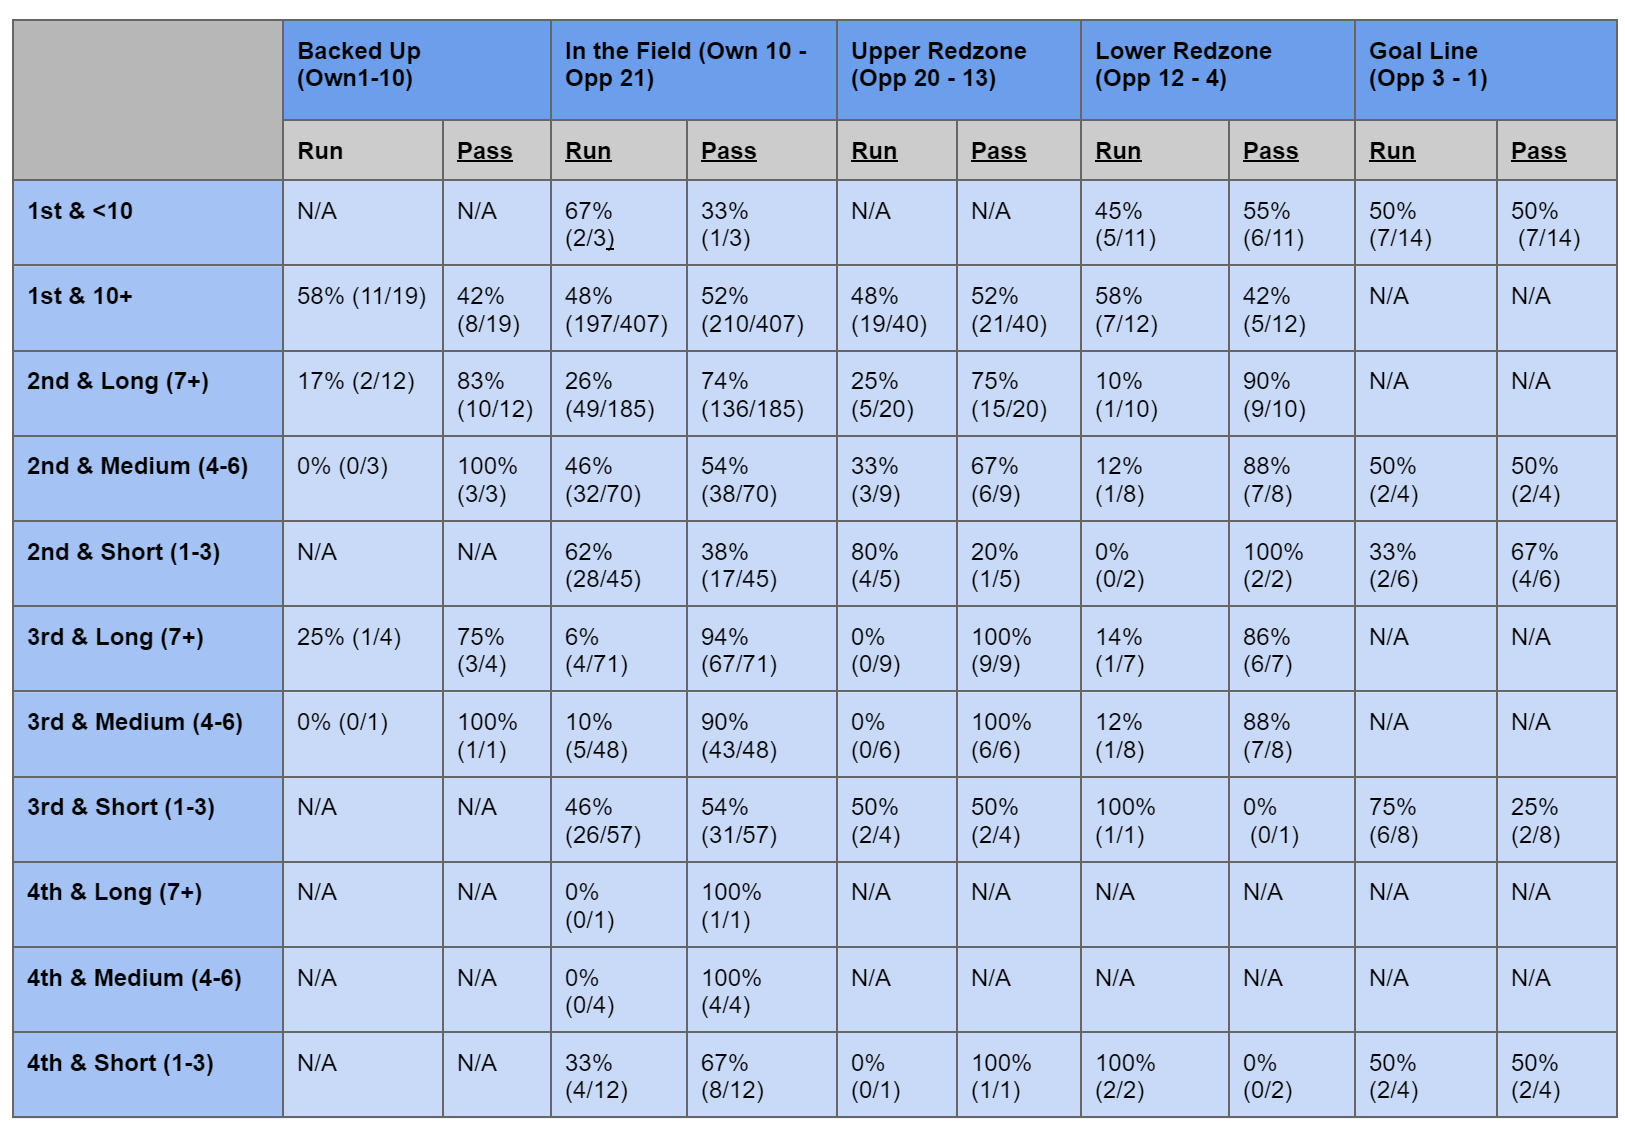 Backed Up
(Own1-10)
In the Field (Own 10 -
Opp 21)
Upper Redzone
(Opp 20 - 13)
Lower Redzone
(Opp 12 - 4)
Goal Line
(Opp 3 - 1)
Run Pass Run Pass Run Pass Run Pass Run Pass
1st & <10
N/A
N/A
67%
(2/3)
33%
(1/3)
N/A
N/A
45%
(5/11)
55%
(6/11)
50%
(7/14)
50%
(7/14)
1st & 10+
58% (11/19)
42%
(8/19)
48%
(197/407)
52%
(210/407)
48%
(19/40)
52%
(21/40)
58%
(7/12)
42%
(5/12)
N/A
N/A
2nd & Long (7+)
17% (2/12)
83%
(10/12)
26%
(49/185)
74%
(136/185)
25%
(5/20)
75%
(15/20)
10%
(1/10)
90%
(9/10)
N/A
N/A
2nd & Medium (4-6)
0% (0/3)
100%
(3/3)
46%
(32/70)
54%
(38/70)
33%
(3/9)
67%
(6/9)
12%
(1/8)
88%
(7/8)
50%
(2/4)
50%
(2/4)
2nd & Short (1-3)
N/A
N/A
62%
(28/45)
38%
(17/45)
80%
(4/5)
20%
(1/5)
0%
(0/2)
100%
(2/2)
33%
(2/6)
67%
(4/6)
3rd & Long (7+)
25% (1/4)
75%
(3/4)
6%
(4/71)
94%
(67/71)
0%
(0/9)
100%
(9/9)
14%
(1/7)
86%
(6/7)
N/A
N/A
3rd & Medium (4-6)
0% (0/1)
100%
(1/1)
10%
(5/48)
90%
(43/48)
0%
(0/6)
100%
(6/6)
12%
(1/8)
88%
(7/8)
N/A
N/A
3rd & Short (1-3)
N/A
N/A
46%
(26/57)
54%
(31/57)
50%
(2/4)
50%
(2/4)
100%
(1/1)
0%
(0/1)
75%
(6/8)
25%
(2/8)
4th & Long (7+)
N/A
N/A
0%
(0/1)
100%
(1/1)
N/A
N/A
N/A
N/A
N/A
N/A
4th & Medium (4-6)
N/A
N/A
0%
(0/4)
100%
(4/4)
N/A
N/A
N/A
N/A
N/A
N/A
4th & Short (1-3)
N/A
N/A
33%
(4/12)
67%
(8/12)
0%
(0/1)
100%
(1/1)
100%
(2/2)
0%
(0/2)
50%
(2/4)
50%
(2/4)